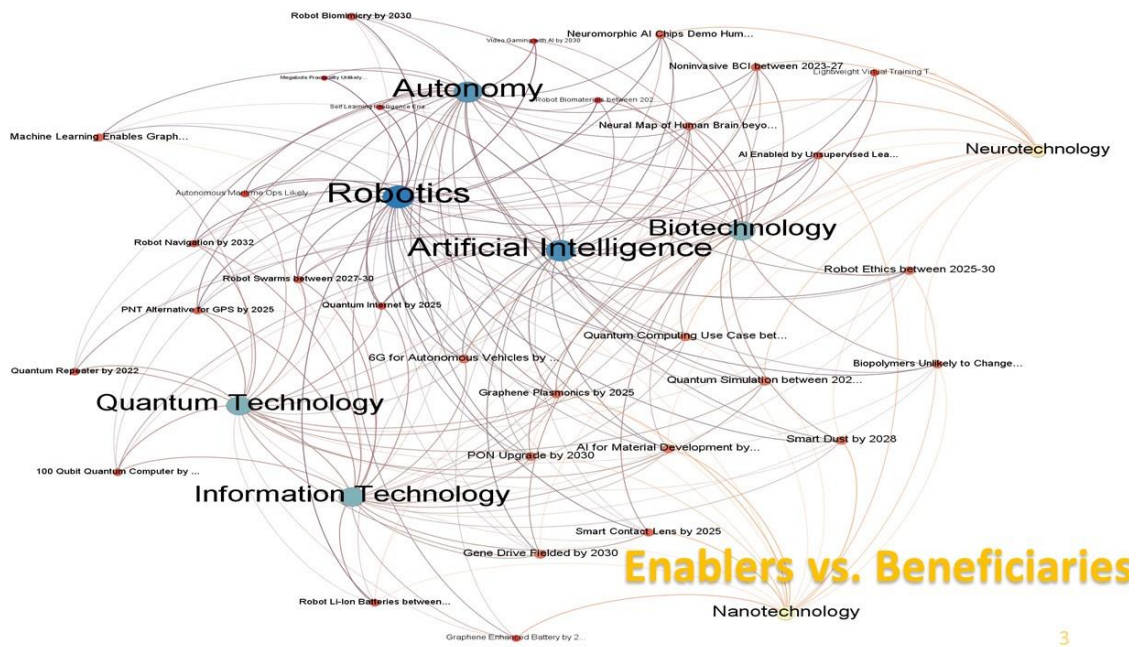 Robot Biomimicry by 2030
Video Gaming with AI by 2030
Neuromorphic AI Chips Demo Hum...
Noninvasive BCI between 2023-27
Lightweight Virtual Training T...
Megabots Practicality Unlikely...
Autonomy
Self Learning Intelligence Eng...
Robot Biomaterials between 202...
Machine Learning Enables Graph...
Neural Map of Human Brain beyo...
AI Enabled by Unsupervised Lea...
Neurotechnology
Autonomous Maritime Ops Likely...
Robotics
Biotechnology
Robot Navigation by 2032
Artificial Intelligence
Robot Swarms between 2027-30
Robot Ethics between 2025-30
PNT Alternative for GPS by 2025
Quantum Internet by 2025
Quantum Computing Use Case bet...
6G for Autonomous Vehicles by ...
Biopolymers Unlikely to Change...
Quantum Repeater by 2022
Quantum Simulation between 202...
Graphene Plasmonics by 2025
Quantum Technology
Smart Dust by 2028
AI for Material Development by...
PON Upgrade by 2030
100 Qubit Quantum Computer by ...
Information Technology
Smart Contact Lens by 2025
Gene Drive Fielded by 2030
Enablers vs. Beneficiaries
Robot Li-Ion Batteries between...
Nanotechnology
Graphene Enhanced Battery by 2...
3